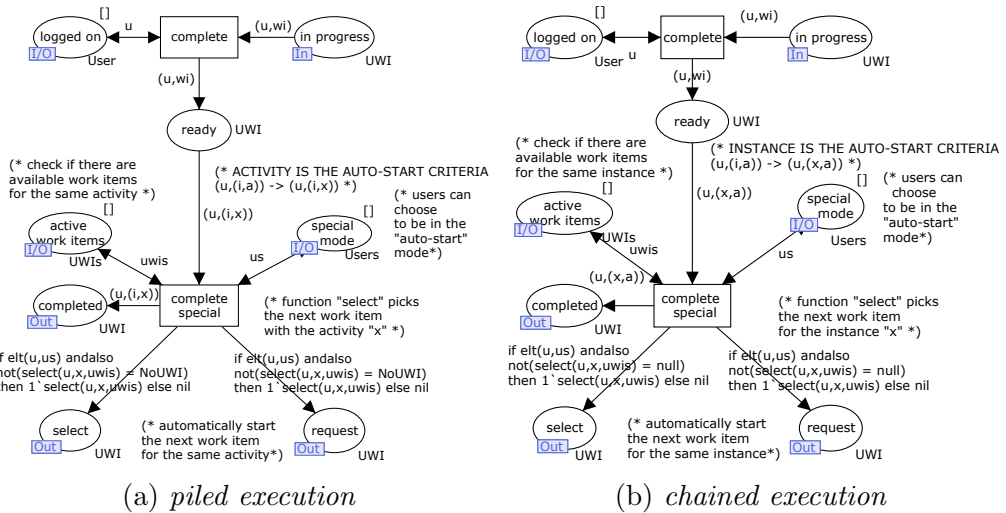 []
logged on
I/O
User
u
complete
(u,wi)
in progress
In
UWI
(u,wi)
ready
UWI
(* check if there are
available work items
for the same activity *)
(* ACTIVITY IS THE AUTO-START CRITERIA
(u,(i,a)) -> (u,(i,x)) *)
(u,(i,x))
[]
active
work items
I/O
UWIs
uwis
[]
special
mode
I/O
Users
us
(* users can
choose
to be in the
"auto-start"
mode*)
completed
Out
UWI
(u,(i,x))
complete
special
(* function "select" picks
the next work item
with the activity "x" *)
if elt(u,us) andalso
not(select(u,x,uwis) = NoUWI)
then 1`select(u,x,uwis) else nil
if elt(u,us) andalso
not(select(u,x,uwis) = NoUWI)
then 1`select(u,x,uwis) else nil
select
Out
UWI
(* automatically start
the next work item
for the same activity*)
request
Out
UWI
(a) piled execution
[]
logged on
I/O
User
u
complete
(u,wi)
in progress
In
UWI
(u,wi)
ready
UWI
(* check if there are
available work items
for the same instance *)
(* INSTANCE IS THE AUTO-START CRITERIA
(u,(i,a)) -> (u,(x,a)) *)
(u,(x,a))
[]
active
work items
I/O
UWIs
uwis
[]
special
mode
I/O
Users
us
(* users can
choose
to be in the
"auto-start"
mode*)
completed
Out
UWI
(u,(x,a))
complete
special
(* function "select" picks
the next work item
for the instance "x" *)
if elt(u,us) andalso
not(select(u,x,uwis) = null)
then 1`select(u,x,uwis) else nil
if elt(u,us) andalso
not(select(u,x,uwis) = null)
then 1`select(u,x,uwis) else nil
select
Out
UWI
(* automatically start
the next work item
for the same instance*)
request
Out
UWI
(b) chained execution